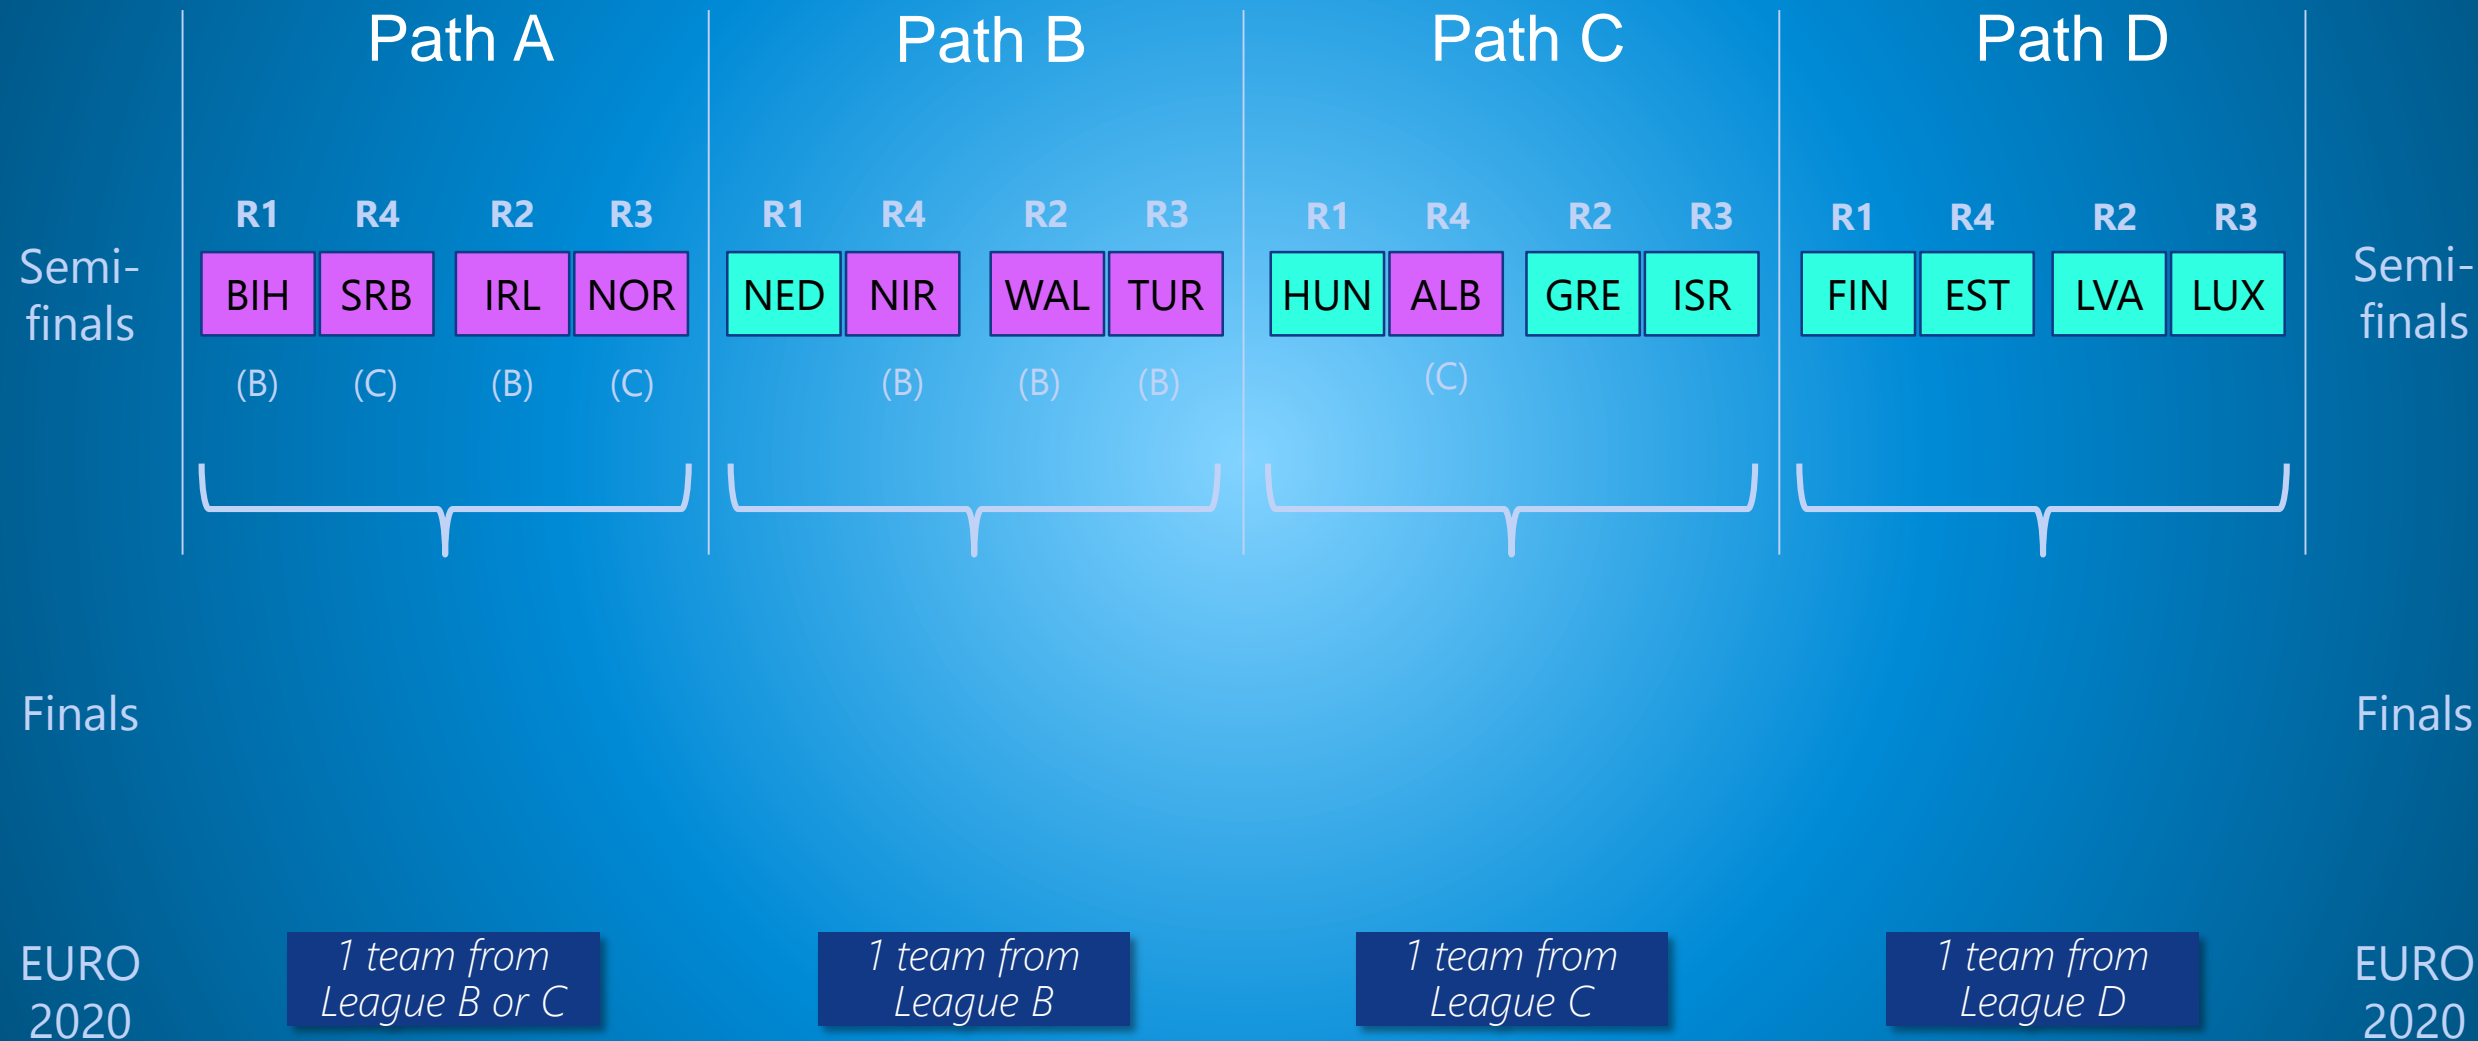 Path A
Path B
Path C
Path D
R1 R4 R2 R3
R1 R4 R2 R3
R1 R4 R2 R3
R1 R4 R2 R3
Semi-
finals
BIH SRB IRL NOR
NED NIR WAL TUR
HUN ALB GRE ISR
FIN EST LVA LUX
Semi-
finals
(B) (C) (B) (C)
(B) (B) (B)
(C)
Finals
Finals
EURO
2020
1 team from
League B or C
1 team from
League B
1 team from
League C
1 team from
League D
EURO
2020